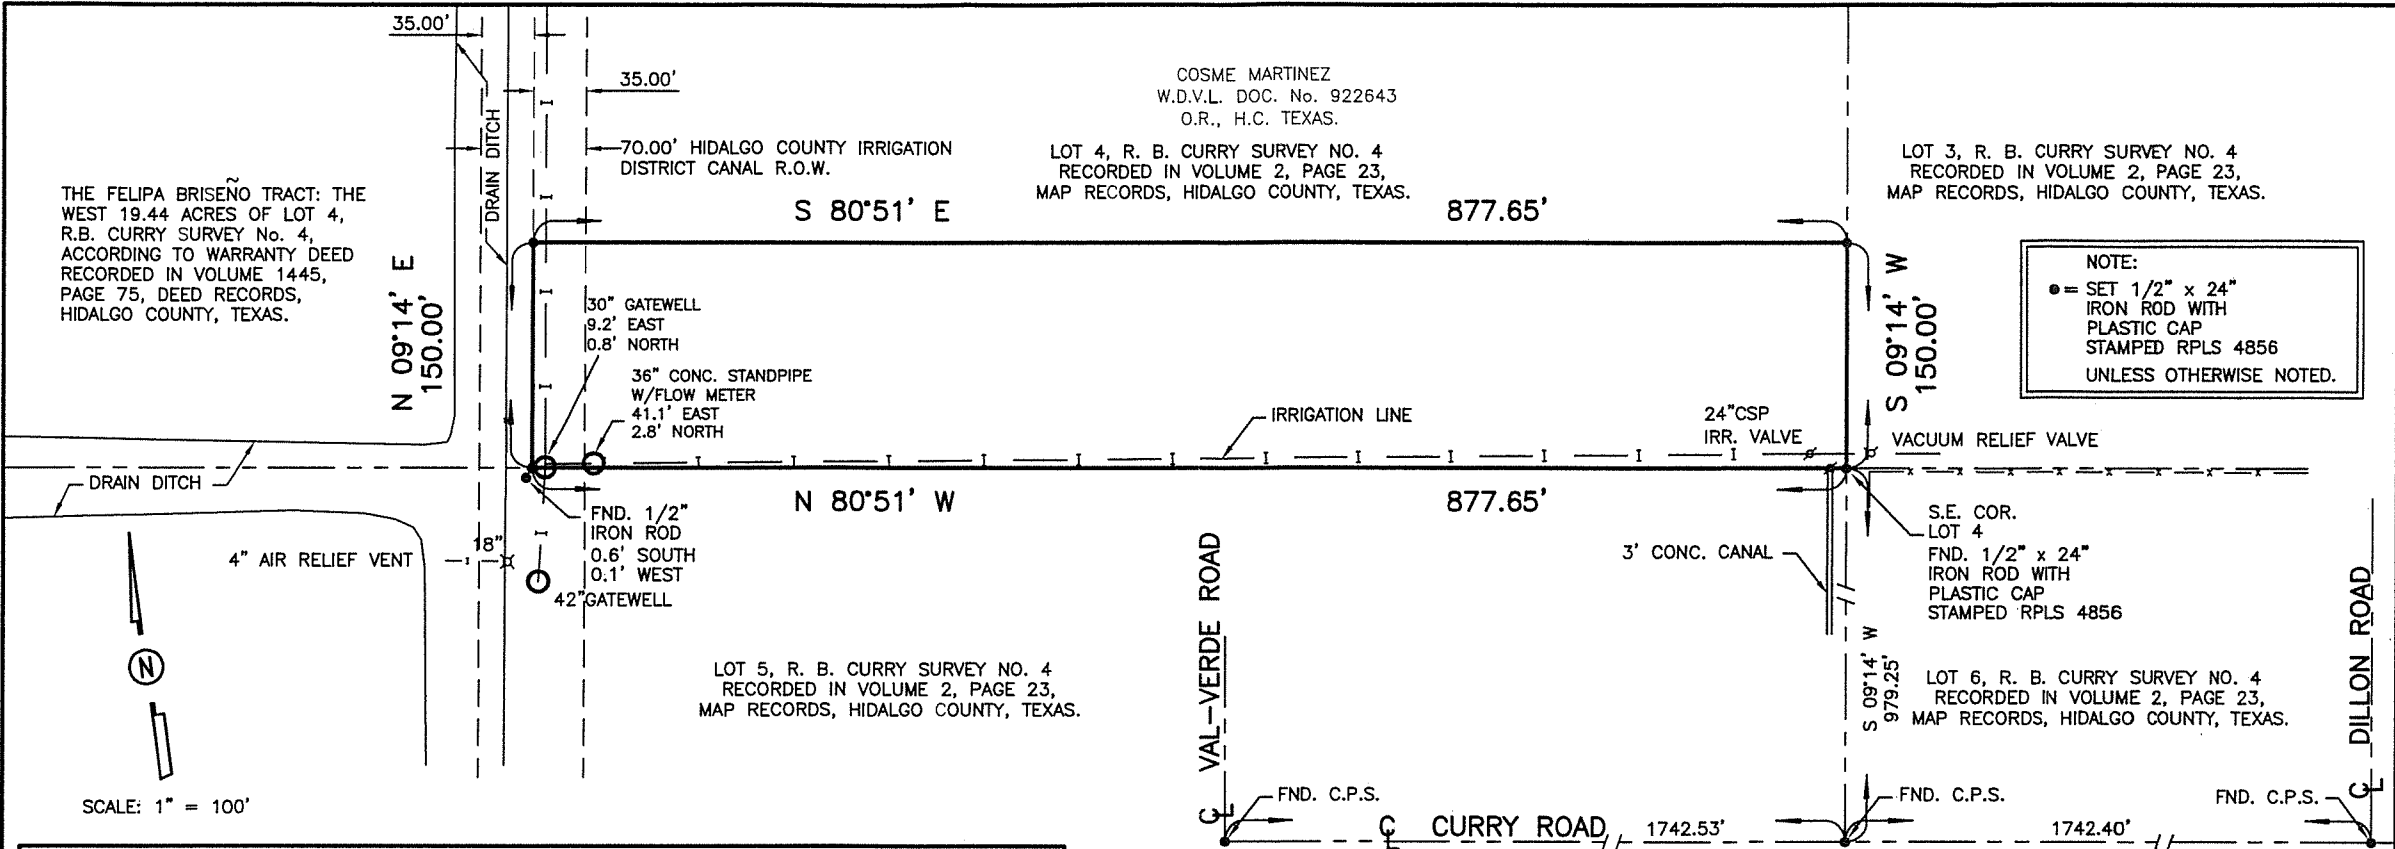 35.00'
35.00'
DRAIN DITCH
70.00' HIDALGO COUNTY IRRIGATION
DISTRICT CANAL R.O.W.
COSME MARTINEZ
W.D.V.L. DOC. No. 922643
O.R., H.C. TEXAS.
LOT 4, R. B. CURRY SURVEY NO. 4
RECORDED IN VOLUME 2, PAGE 23,
MAP RECORDS, HIDALGO COUNTY, TEXAS.
LOT 3, R. B. CURRY SURVEY NO. 4
RECORDED IN VOLUME 2, PAGE 23,
MAP RECORDS, HIDALGO COUNTY, TEXAS.
THE FELIPA BRISEÑO TRACT: THE
WEST 19.44 ACRES OF LOT 4,
R.B. CURRY SURVEY No. 4,
ACCORDING TO WARRANTY DEED
RECORDED IN VOLUME 1445,
PAGE 75, DEED RECORDS,
HIDALGO COUNTY, TEXAS.
S 80°51' E
877.65'
N 09°14' E
150.00'
S 09°14' W
150.00'
NOTE:
= SET 1/2" x 24"
IRON ROD WITH
PLASTIC CAP
STAMPED RPLS 4856
UNLESS OTHERWISE NOTED.
30" GATEWELL
9.2' EAST
0.8' NORTH
36" CONC. STANDPIPE
W/FLOW METER
41.1' EAST
2.8' NORTH
IRRIGATION LINE
24"CSP
IRR. VALVE
VACUUM RELIEF VALVE
DRAIN DITCH
N 80°51' W
877.65'
FND. 1/2"
IRON ROD
0.6' SOUTH
0.1' WEST
18"
4" AIR RELIEF VENT
42"GATEWELL
3' CONC. CANAL
S.E. COR.
LOT 4
FND. 1/2" x 24"
IRON ROD WITH
PLASTIC CAP
STAMPED RPLS 4856
N
SCALE: 1" = 100'
LOT 5, R. B. CURRY SURVEY NO. 4
RECORDED IN VOLUME 2, PAGE 23,
MAP RECORDS, HIDALGO COUNTY, TEXAS.
CL VAL-VERDE ROAD
S 09°14' W
979.25'
LOT 6, R. B. CURRY SURVEY NO. 4
RECORDED IN VOLUME 2, PAGE 23,
MAP RECORDS, HIDALGO COUNTY, TEXAS.
CL DILLON ROAD
FND. C.P.S.
FND. C.P.S.
FND. C.P.S.
CL CURRY ROAD
1742.53'
1742.40'